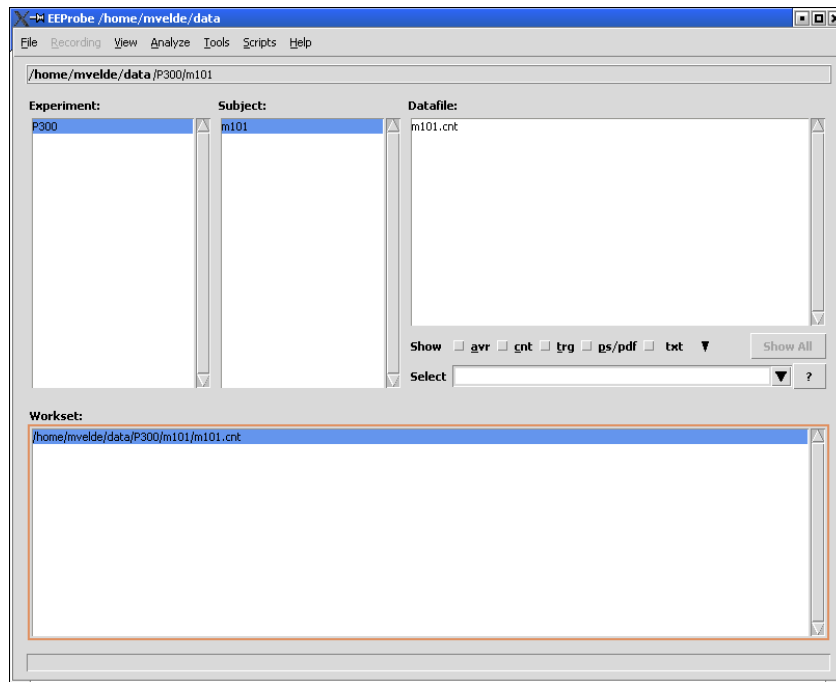 EEProbe /home/mvelde/data
File Recording View Analyze Tools Scripts Help
/home/mvelde/data /P300/m101
Experiment: Subject: Datafile:
P300 m101 m101.cnt
Show avr cnt trg ps/pdf txt Show All
Select ?
Workset:
/home/mvelde/data/P300/m101/m101.cnt